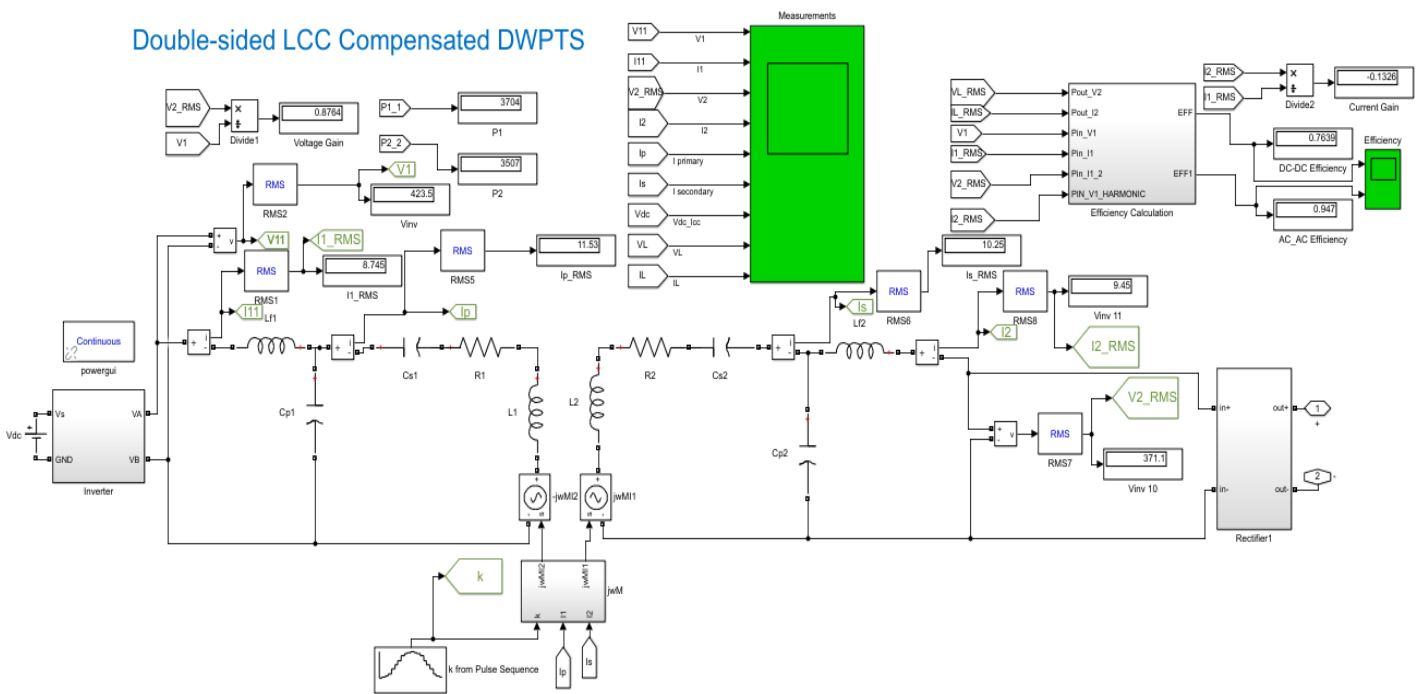 Double-sided LCC Compensated DWPTS
Measurements
V11
V1
I11
I1
V2_RMS
V2
I2
I2
Ip
I primary
Is
I secondary
Vdc
Vdc_lcc
VL
VL
IL
IL
V2_RMS
V1
×
÷
Divide1
0.8764
Voltage Gain
P1_1
3704
P1
P2_2
3507
P2
RMS
RMS2
V1
423.5
Vinv
+
-
v
V11
I1_RMS
RMS
RMS1
8.745
I1_RMS
I11
RMS
RMS5
11.53
Ip_RMS
Ip
VL_RMS
IL_RMS
V1
I1_RMS
V2_RMS
I2_RMS
Pout_V2
Pout_I2
Pin_V1
Pin_I1
Pin_I1_2
PIN_V1_HARMONIC
EFF
EFF1
Efficiency Calculation
I2_RMS
I1_RMS
×
÷
Divide2
-0.1326
Current Gain
0.7639
DC-DC Efficiency
0.947
AC_AC Efficiency
Efficiency
10.25
Is_RMS
RMS
RMS6
Is
RMS
RMS8
9.45
Vinv 11
I2
I2_RMS
Continuous
powergui
+
-
i
Lf1
+
-
i
Cs1
R1
L1
Cp1
L2
R2
Cs2
+
-
i
Lf2
+
-
i
Cp2
+
-
v
RMS
RMS7
V2_RMS
371.1
Vinv 10
Vdc
+
Vs
GND
VA
VB
Inverter
-jwMI2
jwMI1
in+
in-
out+
out-
Rectifier1
1
+
2
-
k
jwMI2
jwMI1
k
I1
I2
jwM
k from Pulse Sequence
Ip
Is